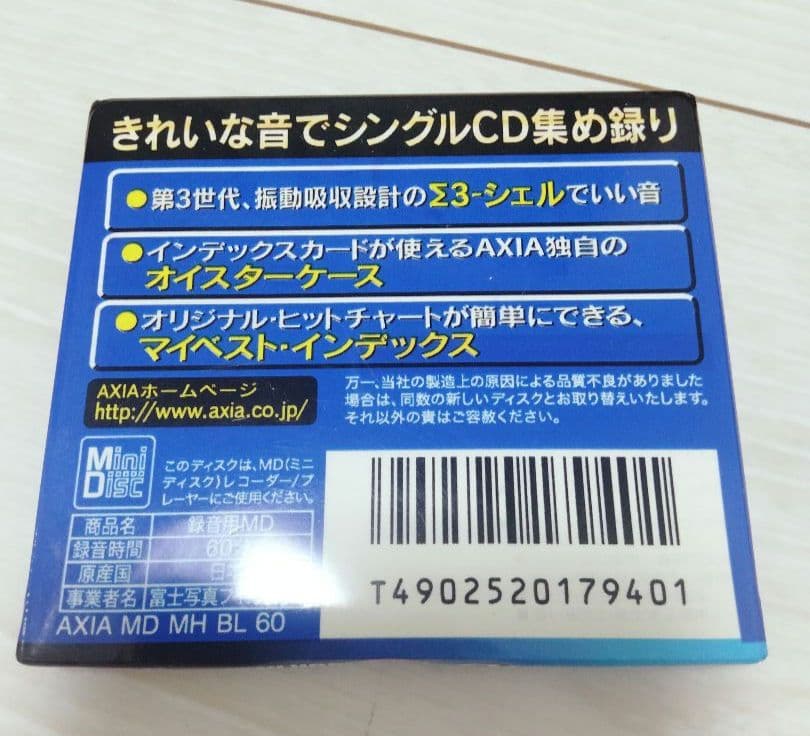 きれいな音でシングルCD集め録り
●第3世代、振動吸収設計のΣ3-シェルでいい音
●インデックスカードが使えるAXIA独自の
オイスターケース
●オリジナル・ヒットチャートが簡単にできる、
マイベスト・インデックス
AXIAホームページ
http://www.axia.co.jp/
万一、当社の製造上の原因による品質不良がありました
場合は、同数の新しいディスクとお取り替えいたします。
それ以外の責はご容赦ください。
Mini
Disc
このディスクは、MD(ミニ
ディスク)レコーダー/プ
レーヤーにご使用ください。
商品名 録音用MD
録音時間 60
原産国 日
事業者名 富士写真フ
AXIA MD MH BL 60
T4902520179401